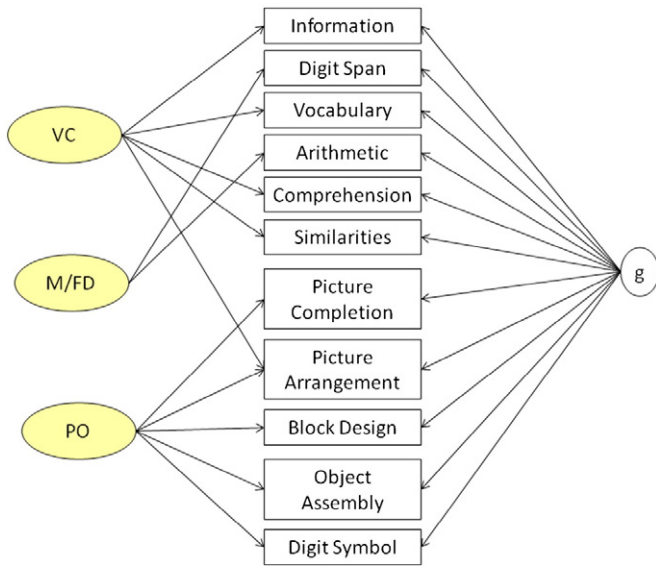 Information
Digit Span
Vocabulary
VC
Arithmetic
Comprehension
Similarities
M/FD
g
Picture
Completion
Picture
Arrangement
PO
Block Design
Object
Assembly
Digit Symbol